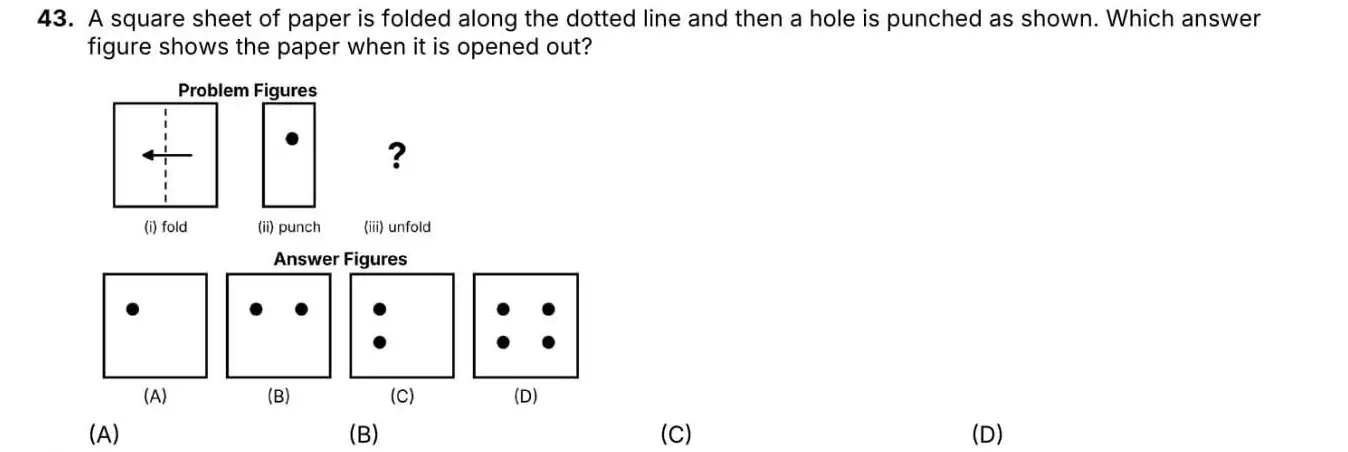 43. A square sheet of paper is folded along the dotted line and then a hole is punched as shown. Which answer
figure shows the paper when it is opened out?
Problem Figures
?
(i) fold (ii) punch (iii) unfold
Answer Figures
(A) (B) (C) (D)
(A) (B) (C) (D)